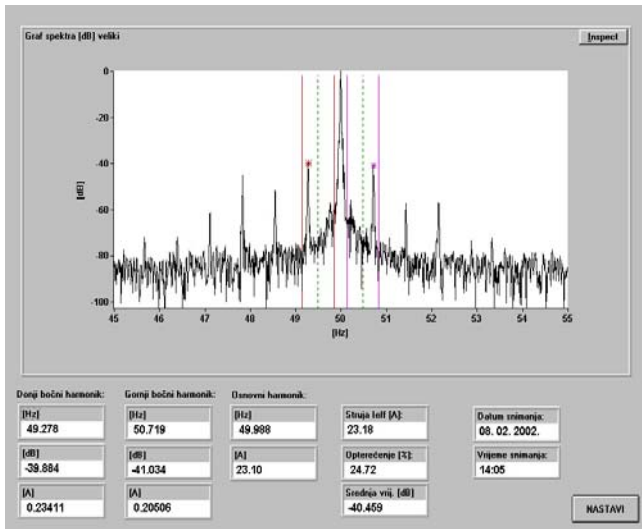 Graf spektra [dB] veliki
Inspect
0-
-20-
-40-
-60-
-80-
-100-
[dB]
45 46 47 48 49 50 51 52 53 54 55
[Hz]
Donji bočni harmonik: Gornji bočni harmonik: Osnovni harmonik:
[Hz] [Hz] [Hz] Struja Ieff [A]: Datum snimanja:
49.278 50.719 49.988 23.18 08. 02. 2002.
[dB] [dB] [A] Opterećenje [%]: Vrijeme snimanja:
-39.884 -41.034 23.10 24.72 14:05
[A] [A] Srednja vrij. [dB]
0.23411 0.20506 -40.459
NASTAVI